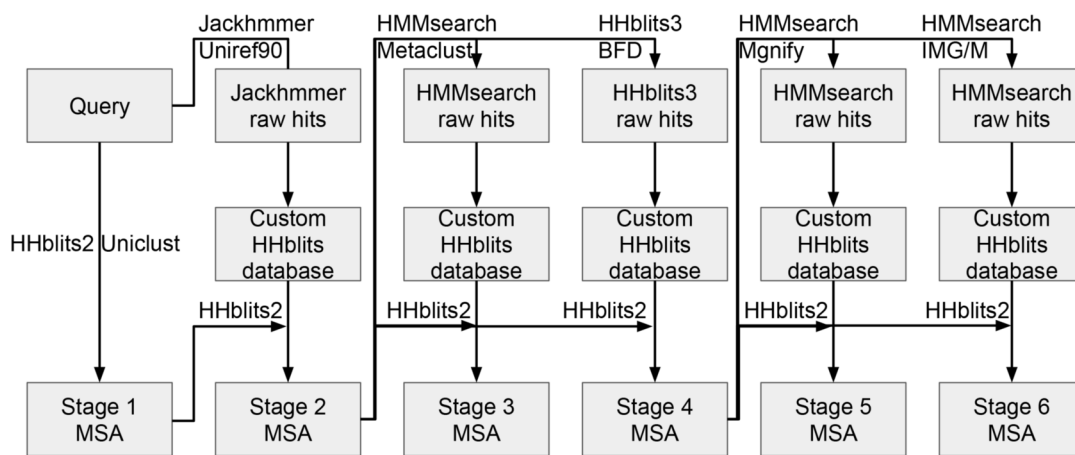 Jackhmmer
Uniref90
HMMsearch
Metaclust
HHblits3
BFD
HMMsearch
Mgnify
HMMsearch
IMG/M
Query
Jackhmmer
raw hits
HMMsearch
raw hits
HHblits3
raw hits
HMMsearch
raw hits
HMMsearch
raw hits
HHblits2 Uniclust
Custom
HHblits
database
Custom
HHblits
database
Custom
HHblits
database
Custom
HHblits
database
Custom
HHblits
database
HHblits2
HHblits2
HHblits2
HHblits2
HHblits2
Stage 1
MSA
Stage 2
MSA
Stage 3
MSA
Stage 4
MSA
Stage 5
MSA
Stage 6
MSA